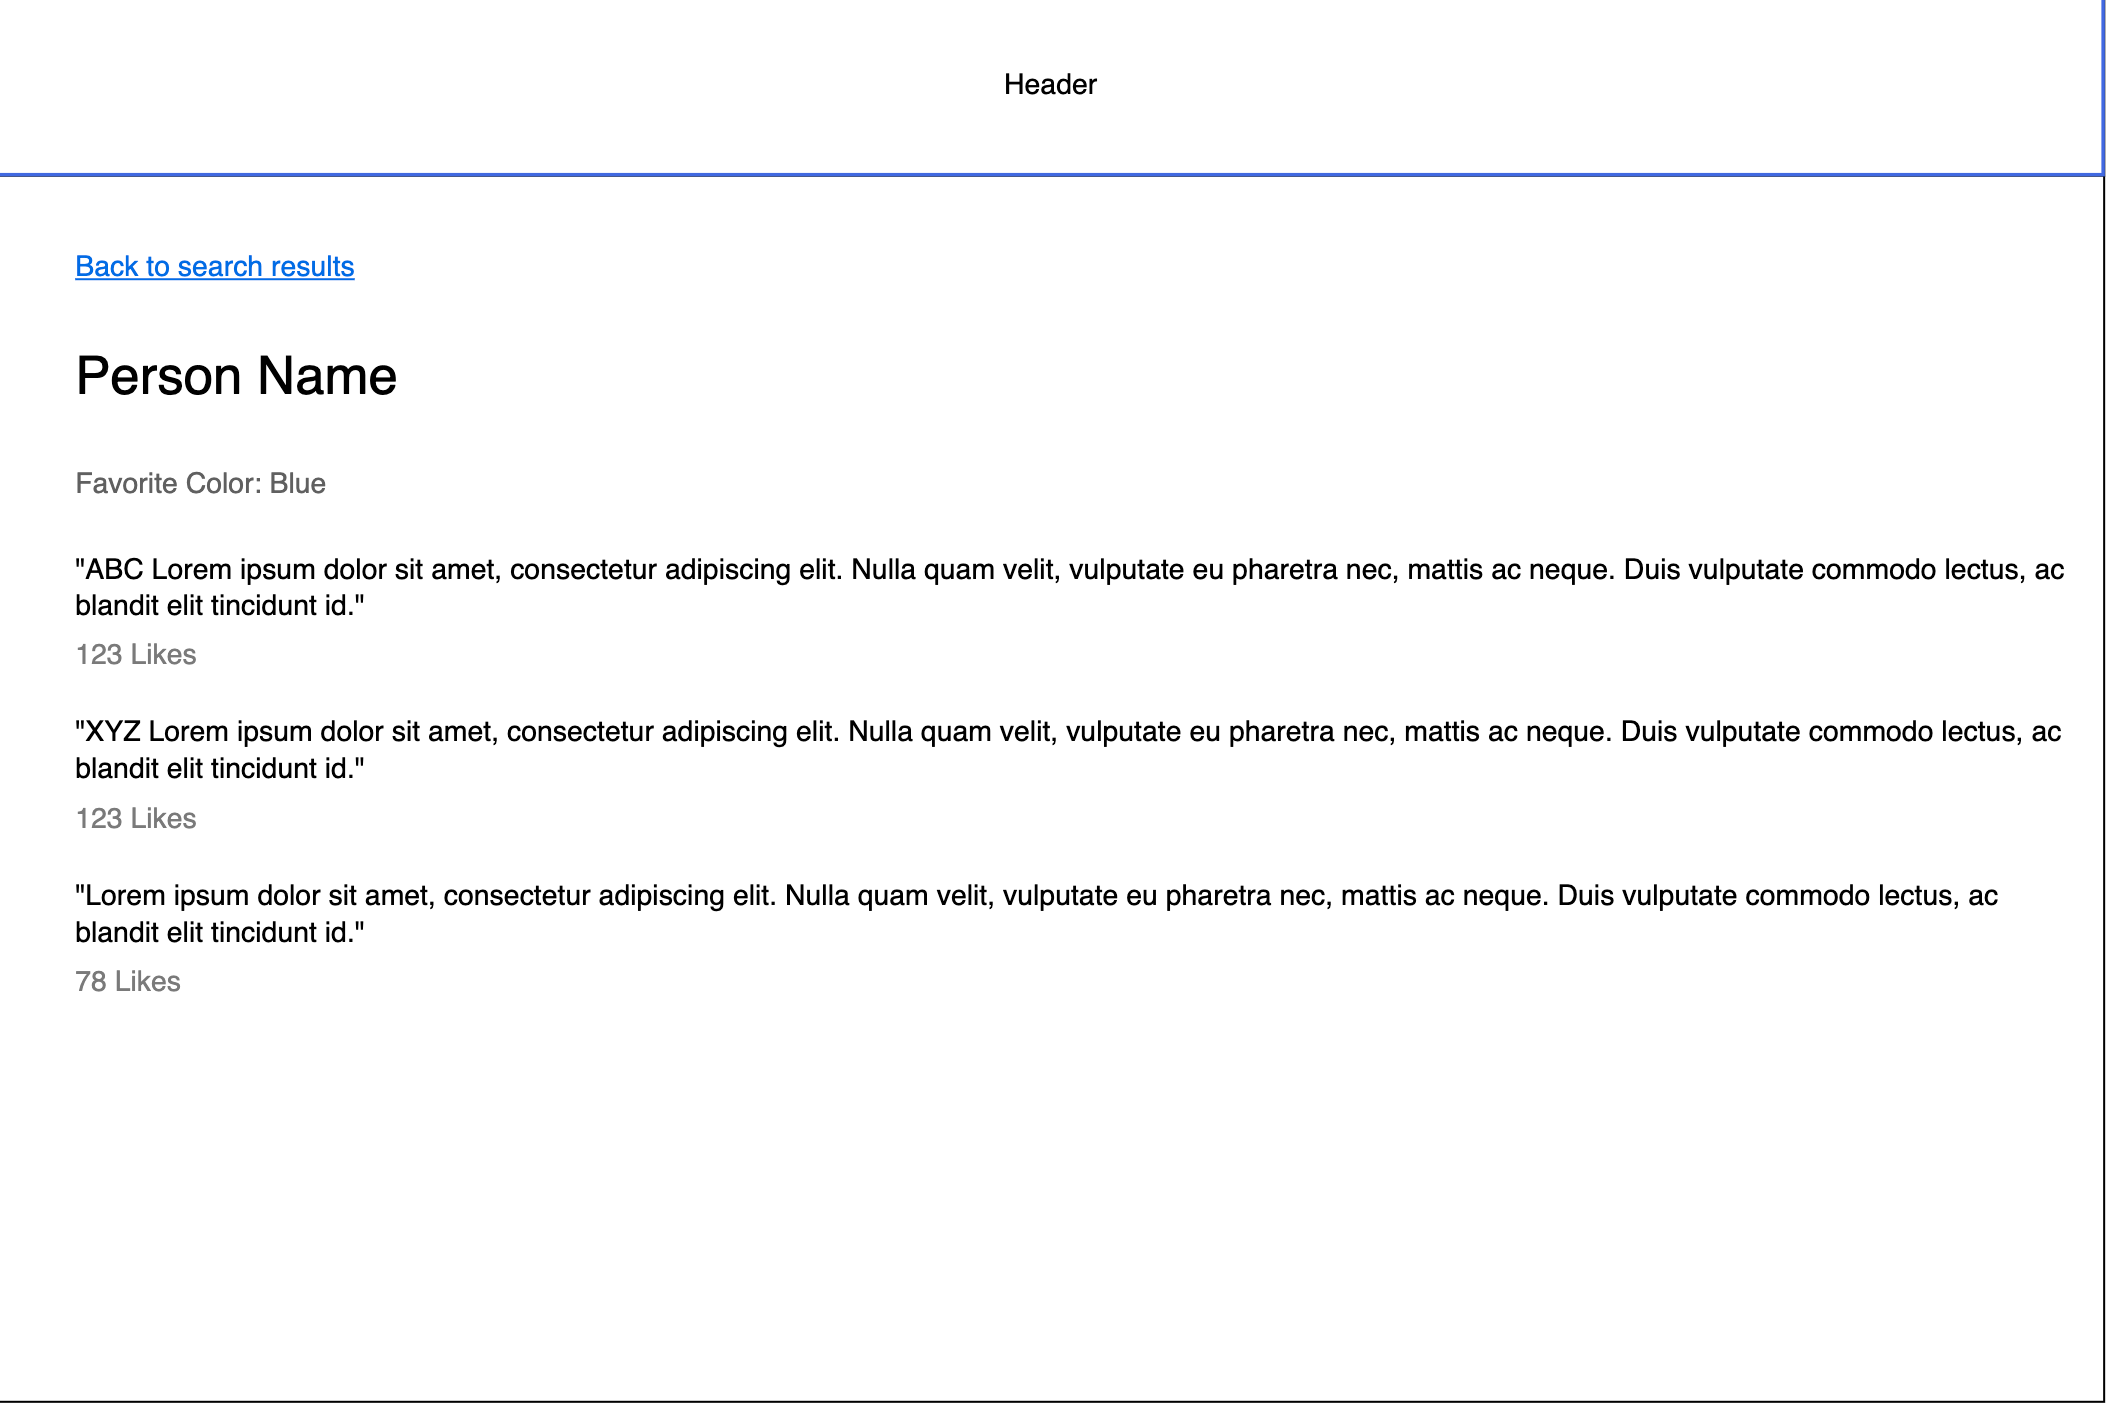 Header
Back to search results
Person Name
Favorite Color: Blue
"ABC Lorem ipsum dolor sit amet, consectetur adipiscing elit. Nulla quam velit, vulputate eu pharetra nec, mattis ac neque. Duis vulputate commodo lectus, ac
blandit elit tincidunt id."
123 Likes
"XYZ Lorem ipsum dolor sit amet, consectetur adipiscing elit. Nulla quam velit, vulputate eu pharetra nec, mattis ac neque. Duis vulputate commodo lectus, ac
blandit elit tincidunt id."
123 Likes
"Lorem ipsum dolor sit amet, consectetur adipiscing elit. Nulla quam velit, vulputate eu pharetra nec, mattis ac neque. Duis vulputate commodo lectus, ac
blandit elit tincidunt id."
78 Likes